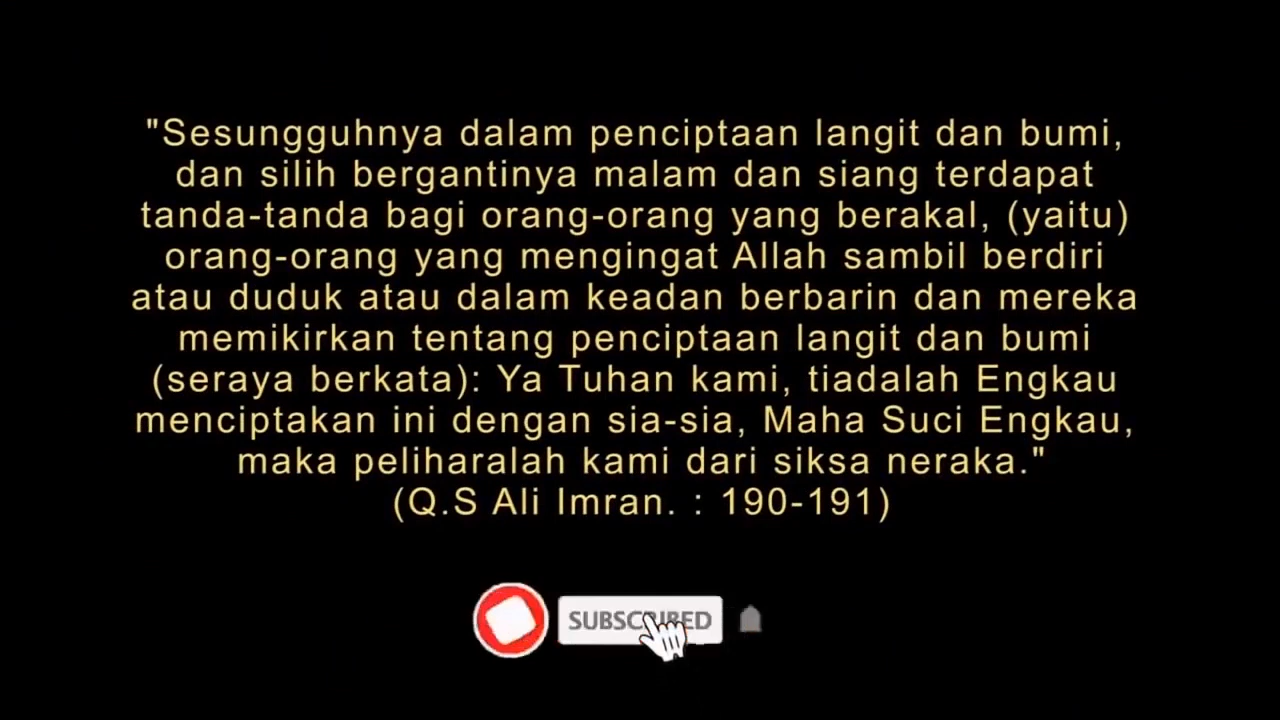 "Sesungguhnya dalam penciptaan langit dan bumi,
dan silih bergantinya malam dan siang terdapat
tanda-tanda bagi orang-orang yang berakal, (yaitu)
orang-orang yang mengingat Allah sambil berdiri
atau duduk atau dalam keadan berbarin dan mereka
memikirkan tentang penciptaan langit dan bumi
(seraya berkata): Ya Tuhan kami, tiadalah Engkau
menciptakan ini dengan sia-sia, Maha Suci Engkau,
maka peliharalah kami dari siksa neraka."
(Q.S Ali Imran. : 190-191)
SUBSCRIBED